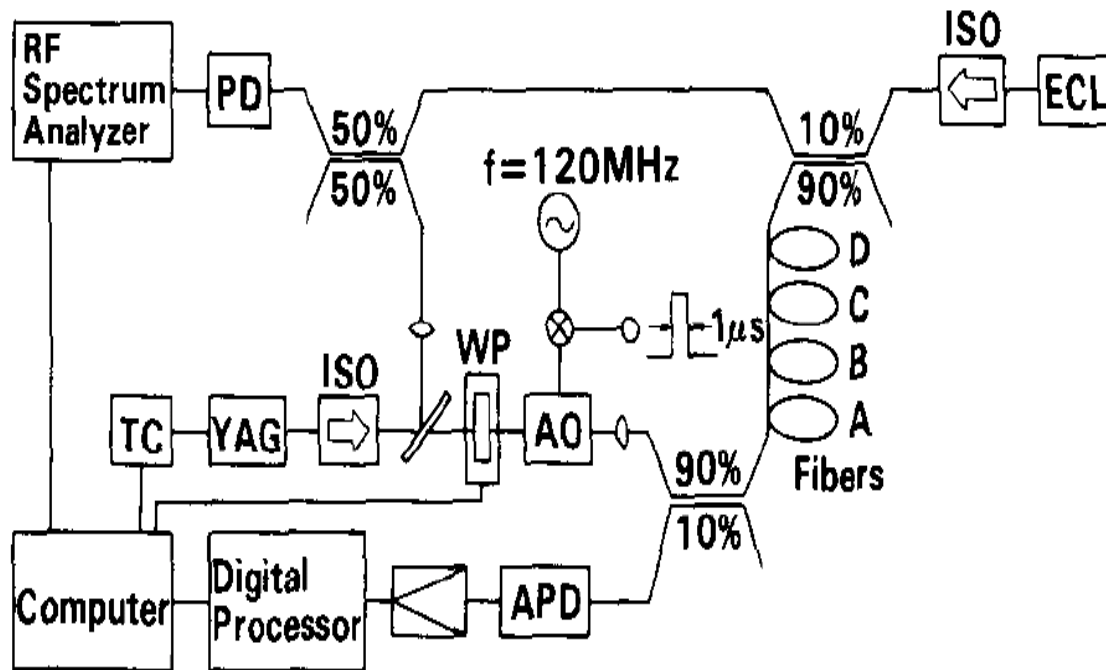 RF
Spectrum
Analyzer
PD
50%
50%
10%
90%
ISO
ECL
f=120MHz
D
C
B
A
Fibers
1μs
WP
ISO
TC
YAG
AO
90%
10%
Computer
Digital
Processor
APD